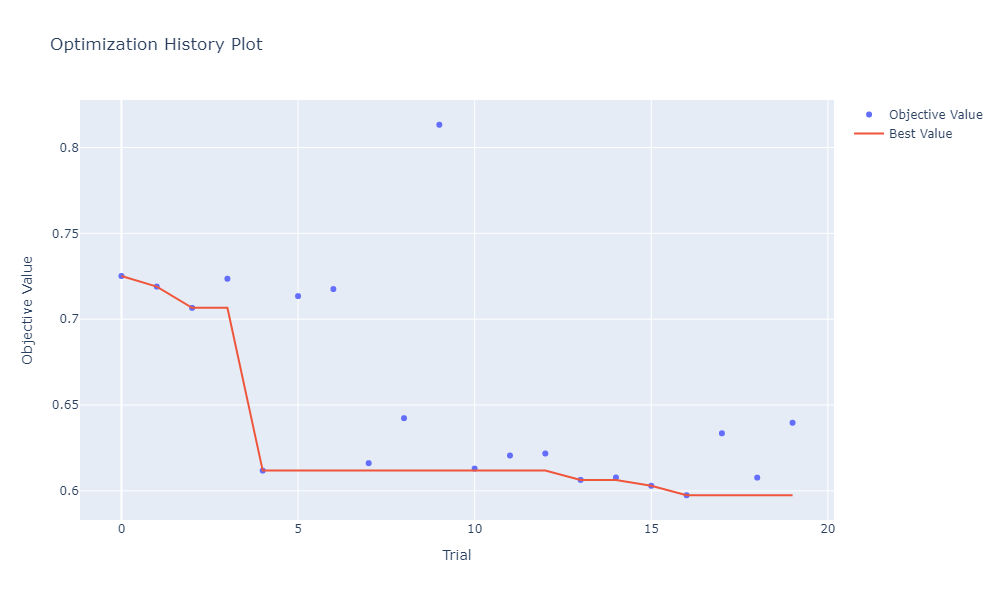 Optimization History Plot
Objective Value
Best Value
0.8
0.75
0.7
0.65
0.6
Objective Value
0
5
10
15
20
Trial